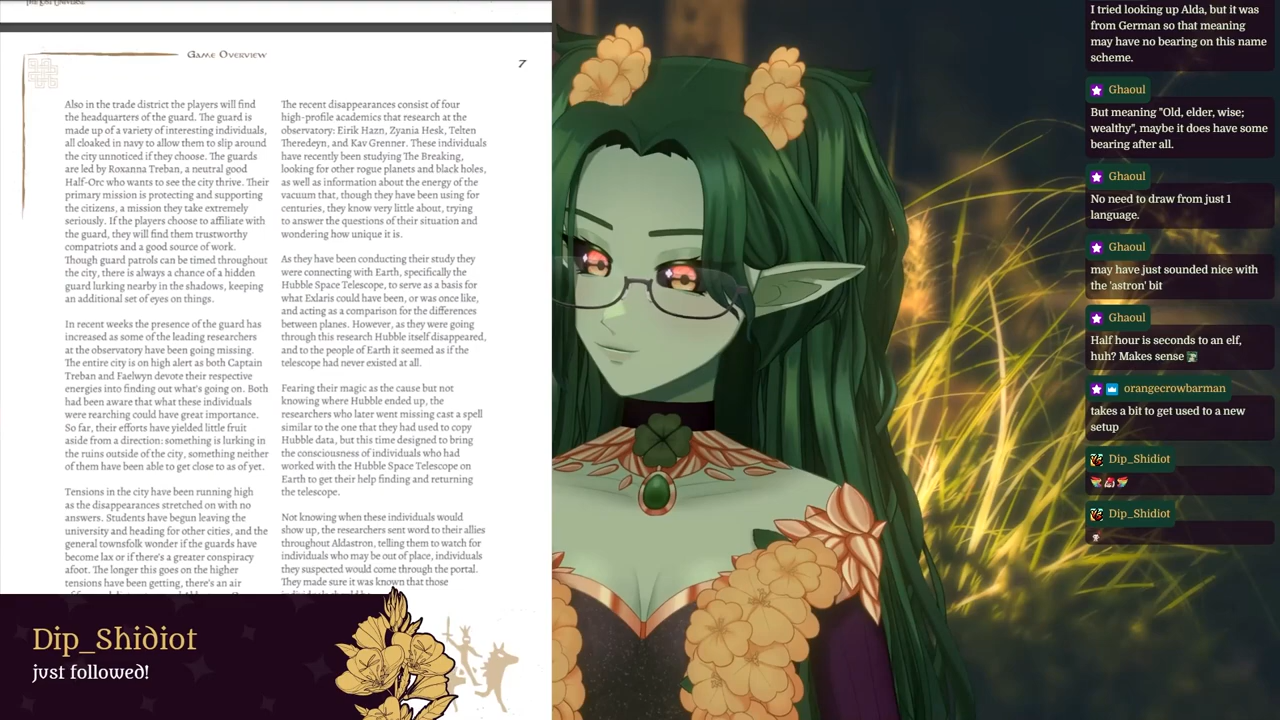 Game Overview
7
Also in the trade district the players will find
the headquarters of the guard. The guard is
made up of a variety of interesting individuals,
all cloaked in navy to allow them to slip around
the city unnoticed if they choose. The guards
are led by Roxanna Treban, a neutral good
Half-Orc who wants to see the city thrive. Their
primary mission is protecting and supporting
the citizens, a mission they take extremely
seriously. If the players choose to affiliate with
the guard, they will find them trustworthy
compatriots and a good source of work.
Though guard patrols can be timed throughout
the city, there is always a chance of a hidden
guard lurking nearby in the shadows, keeping
an additional set of eyes on things.
In recent weeks the presence of the guard has
increased as some of the leading researchers
at the observatory have been going missing.
The entire city is on high alert as both Captain
Treban and Faelwyn devote their respective
energies into finding out what's going on. Both
had been aware that what these individuals
were rearching could have great importance.
So far, their efforts have yielded little fruit
aside from a direction: something is lurking in
the ruins outside of the city, something neither
of them have been able to get close to as of yet.
Tensions in the city have been running high
as the disappearances stretched on with no
answers. Students have begun leaving the
university and heading for other cities, and the
general townsfolk wonder if the guards have
become lax or if there's a greater conspiracy
afoot. The longer this goes on the higher
tensions have been getting, there's an air
The recent disappearances consist of four
high-profile academics that research at the
observatory: Eirik Hazn, Zyania Hesk, Telten
Theredeyn, and Kav Grenner. These individuals
have recently been studying The Breaking,
looking for other rogue planets and black holes,
as well as information about the energy of the
vacuum that, though they have been using for
centuries, they know very little about, trying
to answer the questions of their situation and
wondering how unique it is.
As they have been conducting their study they
were connecting with Earth, specifically the
Hubble Space Telescope, to serve as a basis for
what Exlaris could have been, or was once like,
and acting as a comparison for the differences
between planes. However, as they were going
through this research Hubble itself disappeared,
and to the people of Earth it seemed as if the
telescope had never existed at all.
Fearing their magic as the cause but not
knowing where Hubble ended up, the
researchers who later went missing cast a spell
similar to the one that they had used to copy
Hubble data, but this time designed to bring
the consciousness of individuals who had
worked with the Hubble Space Telescope on
Earth to get their help finding and returning
the telescope.
Not knowing when these individuals would
show up, the researchers sent word to their allies
throughout Aldastron, telling them to watch for
individuals who may be out of place, individuals
they suspected would come through the portal.
They made sure it was known that those
Dip_Shidiot
just followed!
I tried looking up Alda, but it was
from German so that meaning
may have no bearing on this name
scheme.
Ghaoul
But meaning "Old, elder, wise;
wealthy", maybe it does have some
bearing after all.
Ghaoul
No need to draw from just 1
language.
Ghaoul
may have just sounded nice with
the 'astron' bit
Ghaoul
Half hour is seconds to an elf,
huh? Makes sense
orangecrowbarman
takes a bit to get used to a new
setup
Dip_Shidiot
Dip_Shidiot